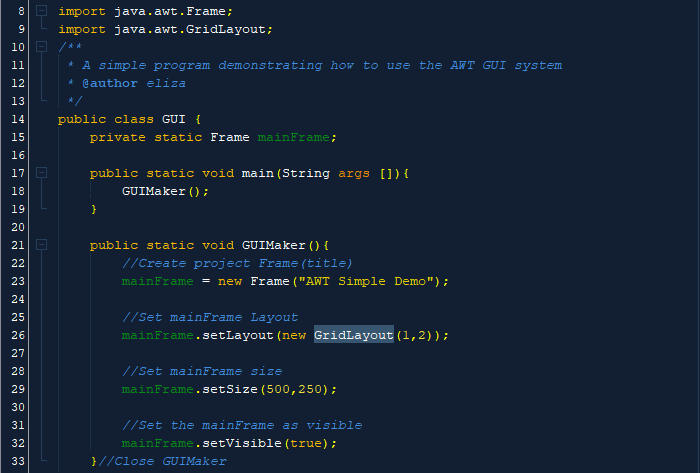 8 import java.awt.Frame;
9 import java.awt.GridLayout;
10 /**
11  * A simple program demonstrating how to use the AWT GUI system
12  * @author eliza
13  */
14 public class GUI {
15     private static Frame mainFrame;
16
17     public static void main(String args []){
18         GUIMaker();
19     }
20
21     public static void GUIMaker(){
22         //Create project Frame(title)
23         mainFrame = new Frame("AWT Simple Demo");
24
25         //Set mainFrame Layout
26         mainFrame.setLayout(new GridLayout(1,2));
27
28         //Set mainFrame size
29         mainFrame.setSize(500,250);
30
31         //Set the mainFrame as visible
32         mainFrame.setVisible(true);
33     }//Close GUIMaker